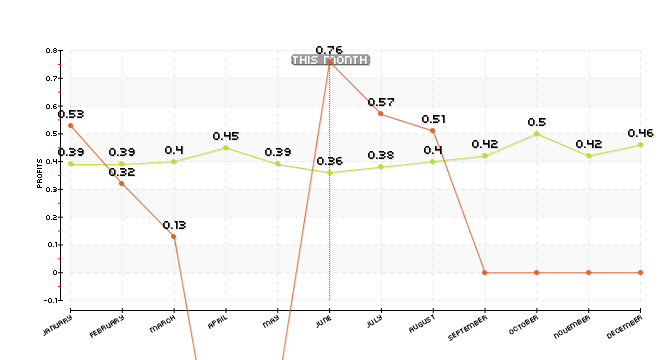 0.76
THIS MONTH
0.8
0.7
0.6
0.5
0.4
0.3
0.2
0.1
0
-0.1
PROFITS
0.53
0.32
0.13
0.57
0.51
0.39
0.39
0.4
0.45
0.39
0.36
0.38
0.4
0.42
0.5
0.42
0.46
JANUARY
FEBRUARY
MARCH
APRIL
MAY
JUNE
JULY
AUGUST
SEPTEMBER
OCTOBER
NOVEMBER
DECEMBER